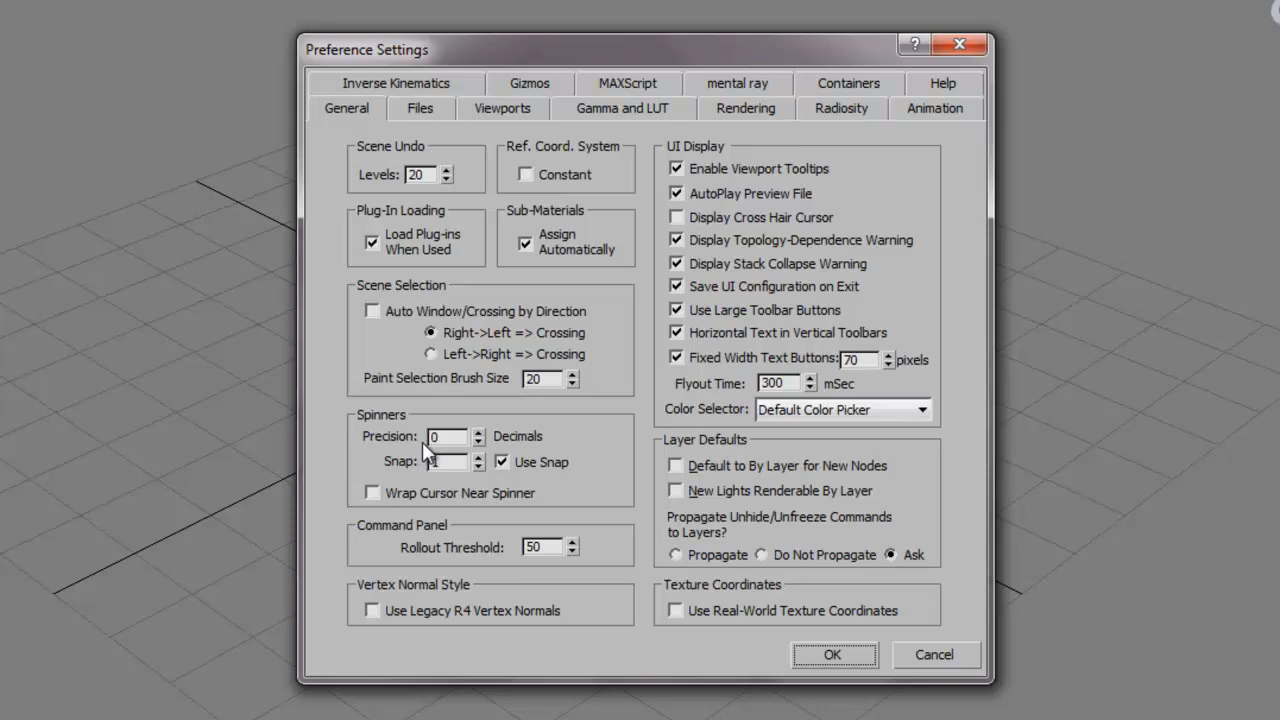 Preference Settings
?
Inverse Kinematics Gizmos MAXScript mental ray Containers Help
General Files Viewports Gamma and LUT Rendering Radiosity Animation
Scene Undo
Levels: 20
Ref. Coord. System
Constant
Plug-In Loading
Load Plug-ins
When Used
Sub-Materials
Assign
Automatically
Scene Selection
Auto Window/Crossing by Direction
Right->Left => Crossing
Left->Right => Crossing
Paint Selection Brush Size 20
Spinners
Precision: 0 Decimals
Snap: 1 Use Snap
Wrap Cursor Near Spinner
Command Panel
Rollout Threshold: 50
Vertex Normal Style
Use Legacy R4 Vertex Normals
UI Display
Enable Viewport Tooltips
AutoPlay Preview File
Display Cross Hair Cursor
Display Topology-Dependence Warning
Display Stack Collapse Warning
Save UI Configuration on Exit
Use Large Toolbar Buttons
Horizontal Text in Vertical Toolbars
Fixed Width Text Buttons: 70 pixels
Flyout Time: 300 mSec
Color Selector: Default Color Picker
Layer Defaults
Default to By Layer for New Nodes
New Lights Renderable By Layer
Propagate Unhide/Unfreeze Commands
to Layers?
Propagate Do Not Propagate Ask
Texture Coordinates
Use Real-World Texture Coordinates
OK Cancel